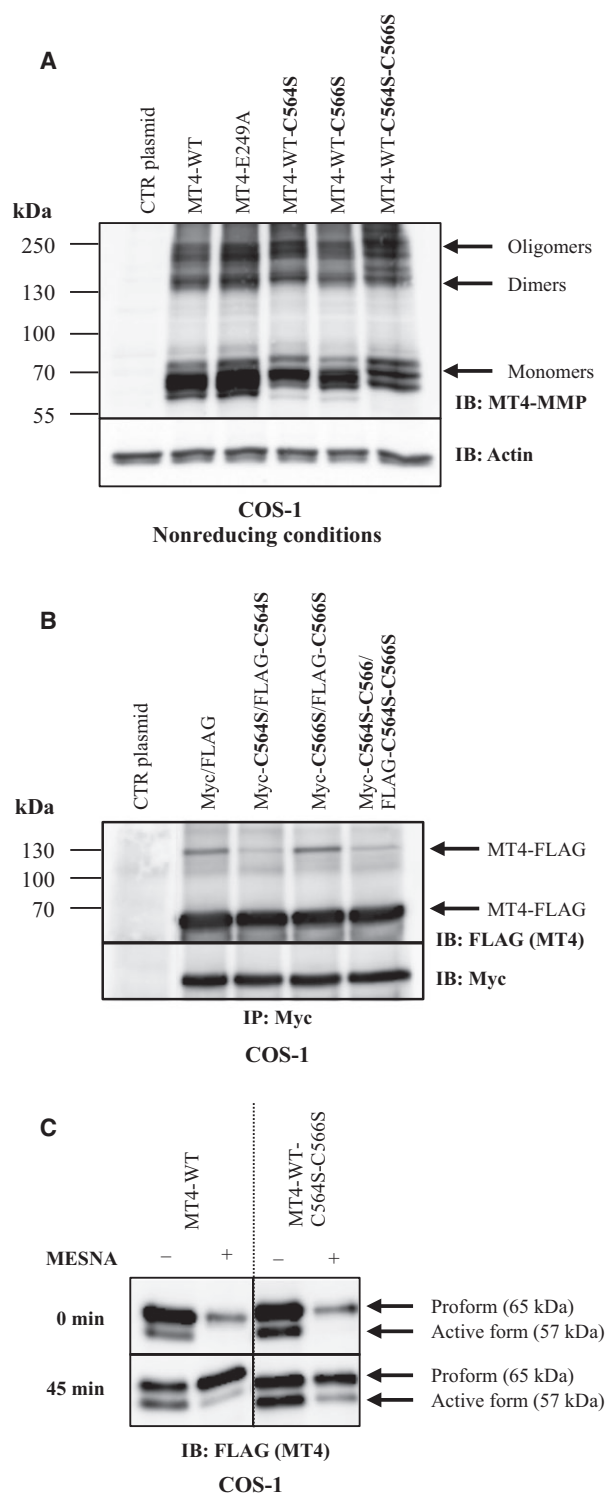 A
CTR plasmid
MT4-WT
MT4-E249A
MT4-WT-C564S
MT4-WT-C566S
MT4-WT-C564S-C566S
kDa
250
130
100
70
55
Oligomers
Dimers
Monomers
IB: MT4-MMP
IB: Actin
COS-1
Nonreducing conditions
B
CTR plasmid
Myc/FLAG
Myc-C564S/FLAG-C564S
Myc-C566S/FLAG-C566S
Myc-C564S-C566/
FLAG-C564S-C566S
kDa
130
100
70
MT4-FLAG
MT4-FLAG
IB: FLAG (MT4)
IB: Myc
IP: Myc
COS-1
C
MT4-WT
MT4-WT-
C564S-C566S
MESNA – + – +
0 min
Proform (65 kDa)
Active form (57 kDa)
45 min
Proform (65 kDa)
Active form (57 kDa)
IB: FLAG (MT4)
COS-1